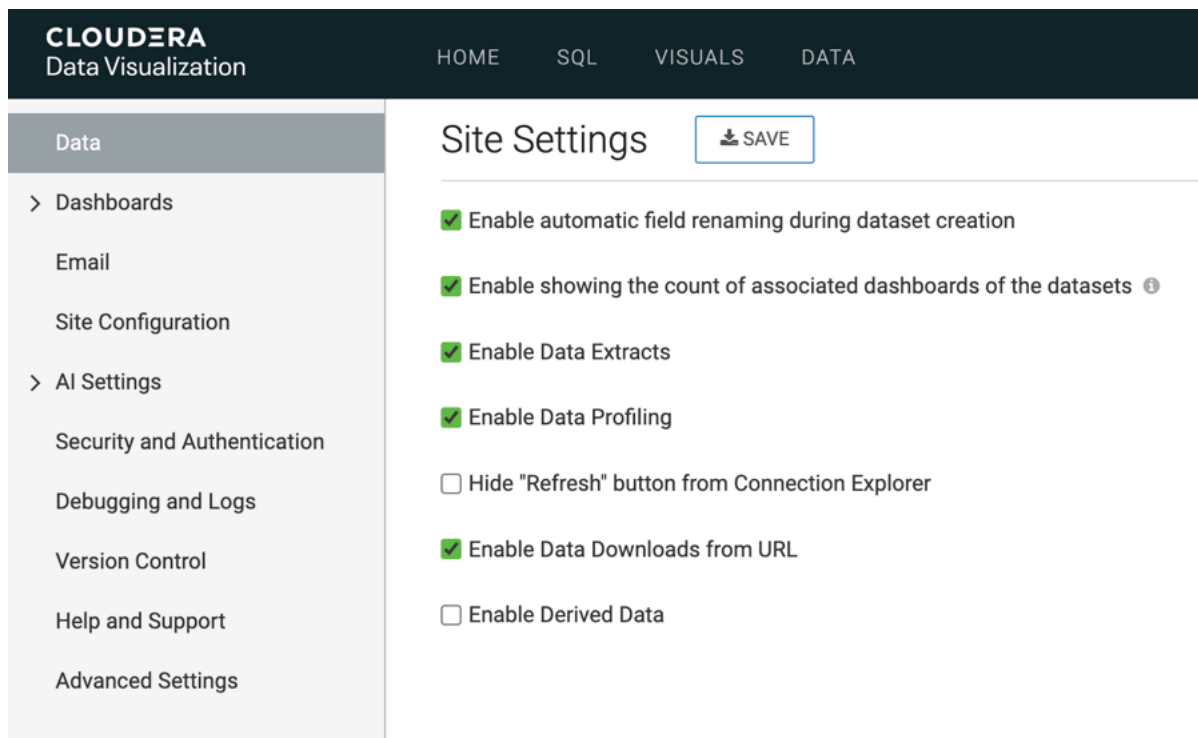 CLOUDERA
Data Visualization
HOME SQL VISUALS DATA
Data
Dashboards
Email
Site Configuration
AI Settings
Security and Authentication
Debugging and Logs
Version Control
Help and Support
Advanced Settings
Site Settings
SAVE
Enable automatic field renaming during dataset creation
Enable showing the count of associated dashboards of the datasets
Enable Data Extracts
Enable Data Profiling
Hide "Refresh" button from Connection Explorer
Enable Data Downloads from URL
Enable Derived Data